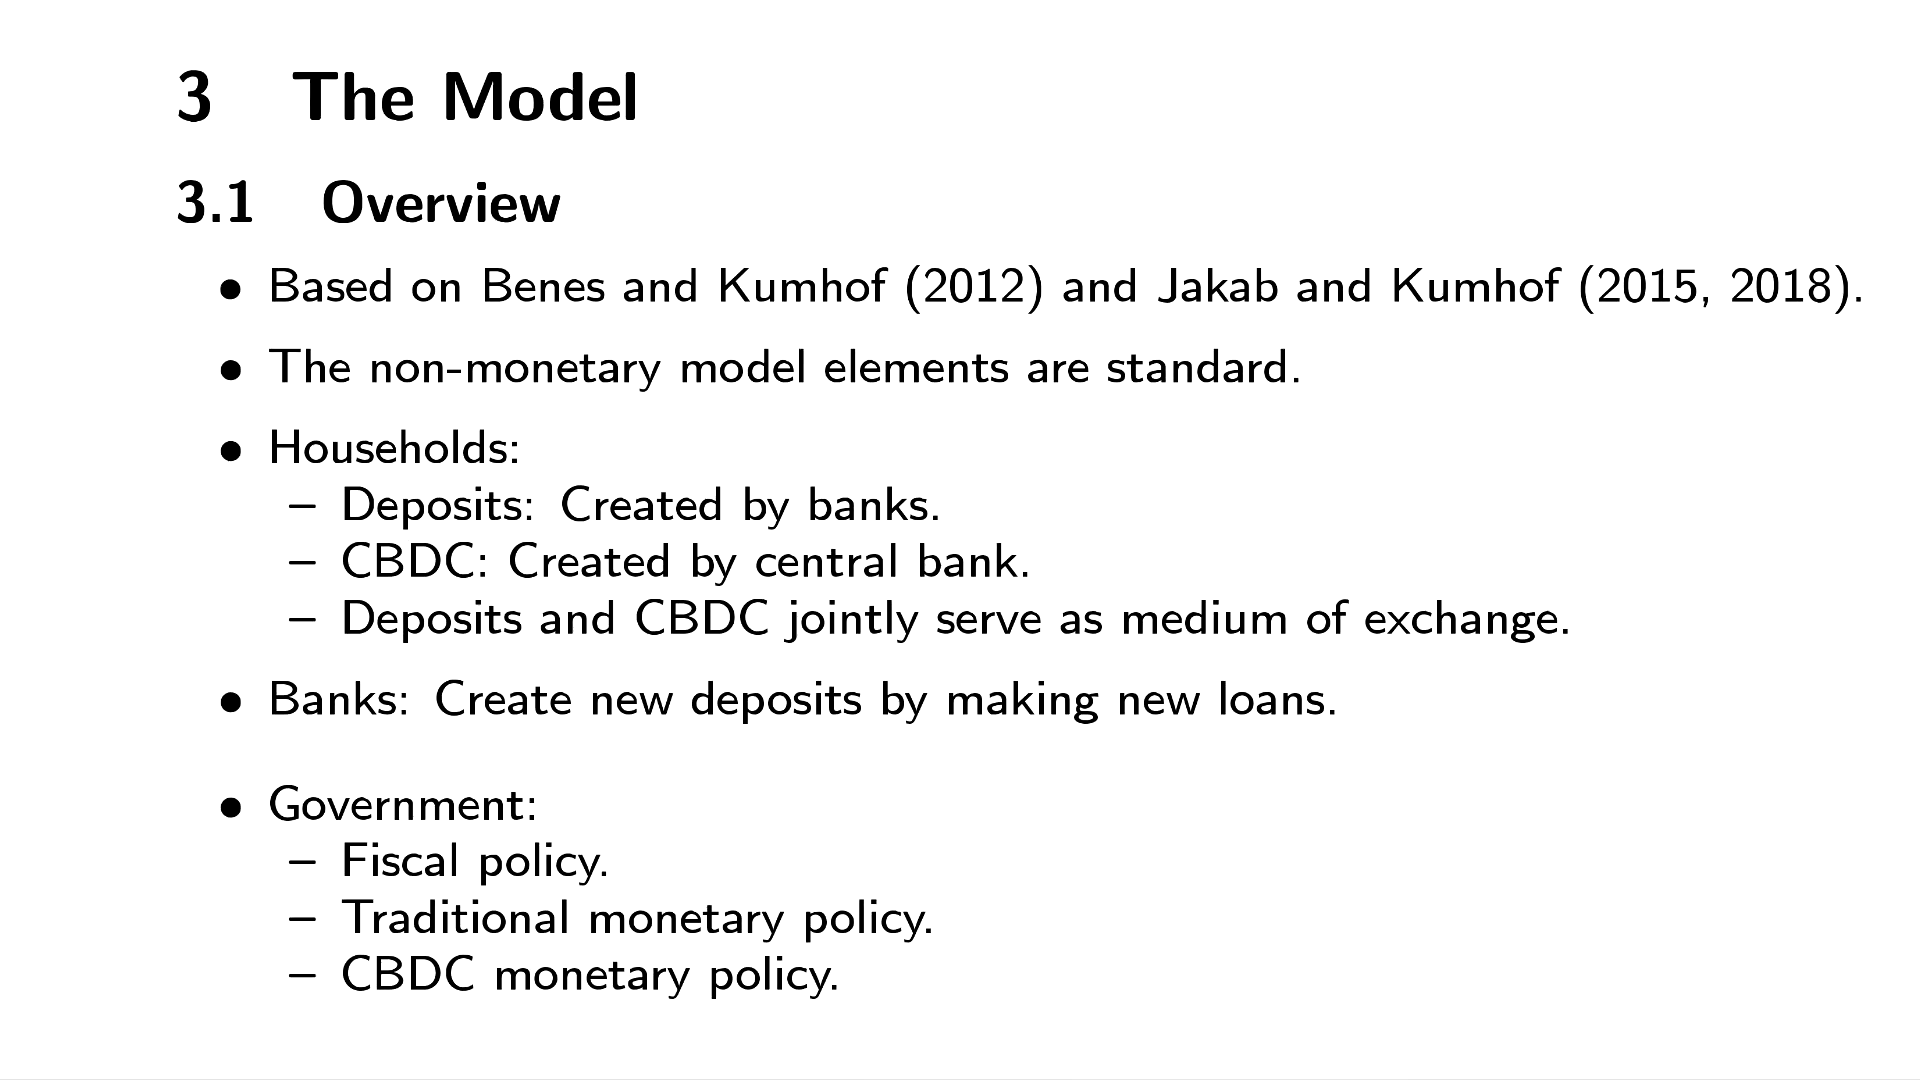 3 The Model
3.1 Overview
• Based on Benes and Kumhof (2012) and Jakab and Kumhof (2015, 2018).
• The non-monetary model elements are standard.
• Households:
– Deposits: Created by banks.
– CBDC: Created by central bank.
– Deposits and CBDC jointly serve as medium of exchange.
• Banks: Create new deposits by making new loans.
• Government:
– Fiscal policy.
– Traditional monetary policy.
– CBDC monetary policy.